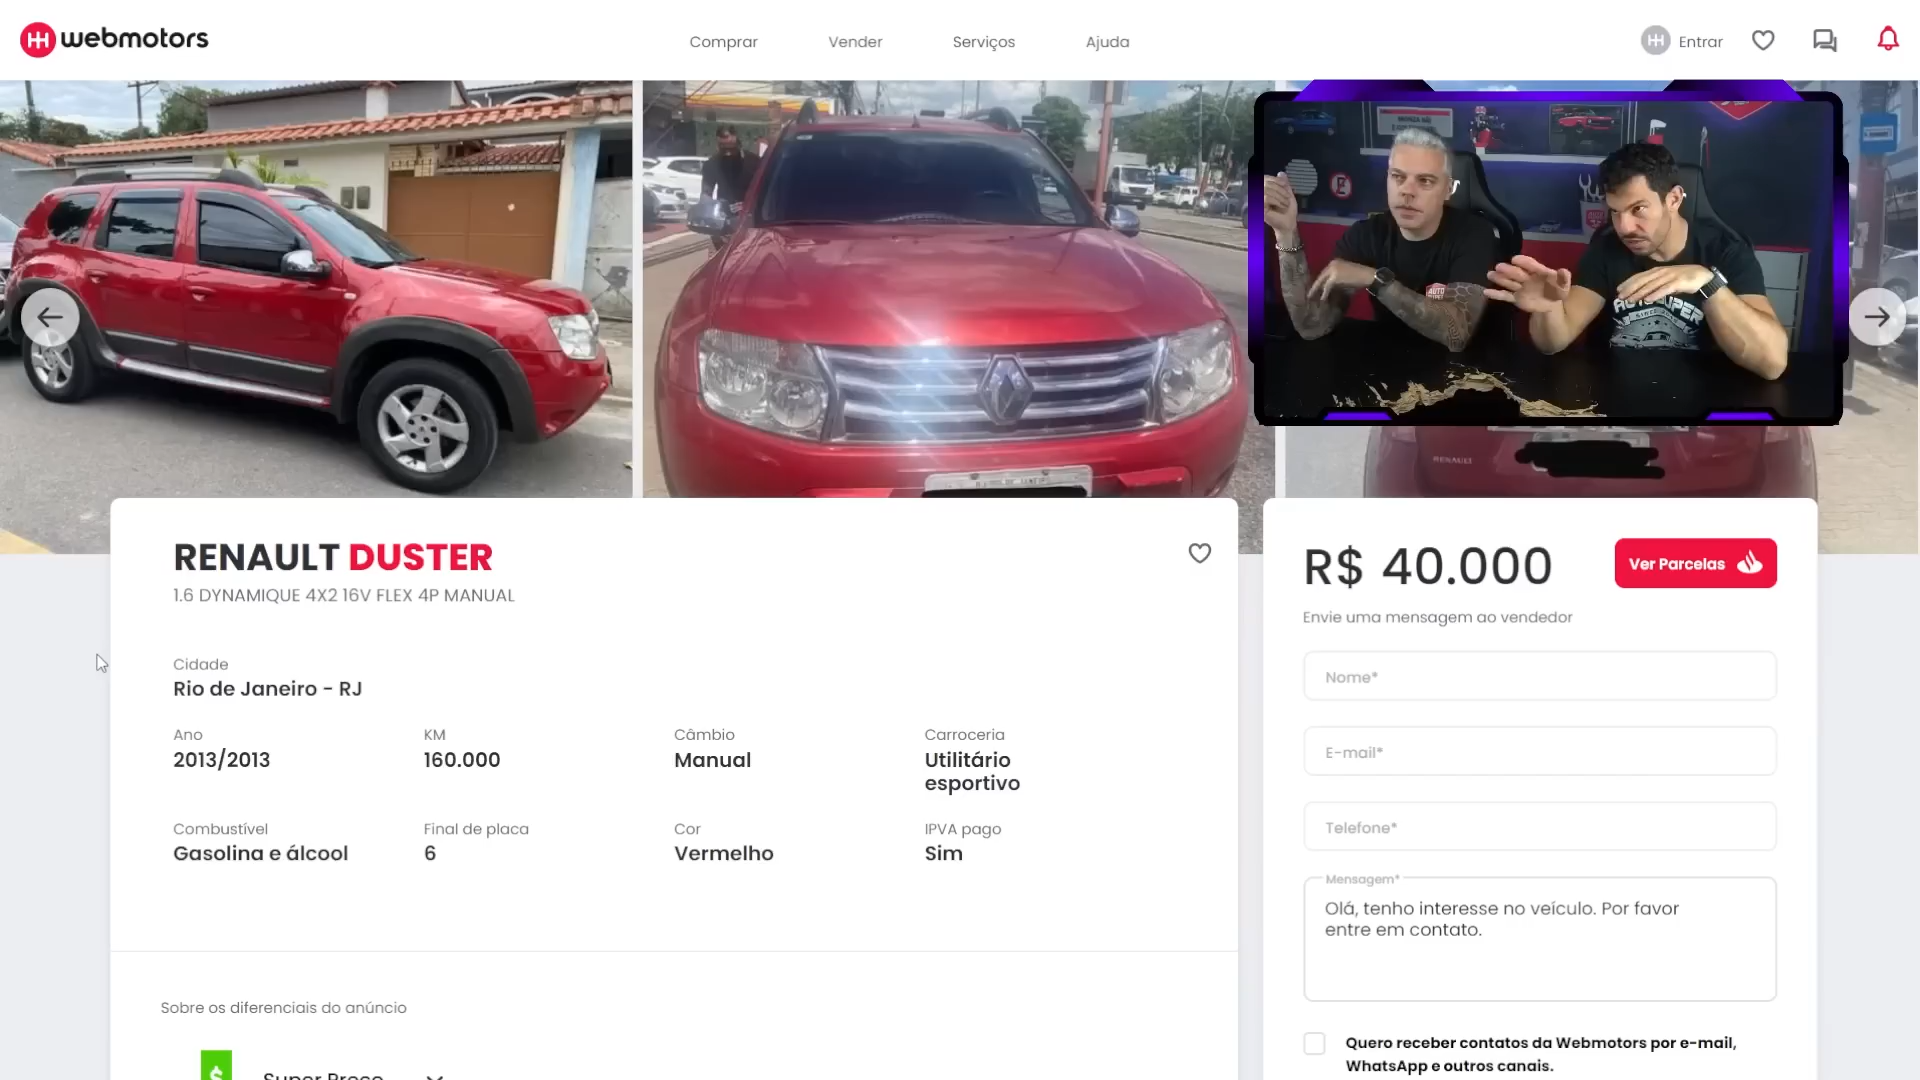 webmotors
Comprar
Vender
Serviços
Ajuda
Entrar
RENAULT
RENAULT DUSTER
1.6 DYNAMIQUE 4X2 16V FLEX 4P MANUAL
Cidade
Rio de Janeiro - RJ
Ano
2013/2013
KM
160.000
Câmbio
Manual
Carroceria
Utilitário
esportivo
Combustível
Gasolina e álcool
Final de placa
6
Cor
Vermelho
IPVA pago
Sim
Sobre os diferenciais do anúncio
Super Preço
R$ 40.000
Ver Parcelas
Envie uma mensagem ao vendedor
Nome*
E-mail*
Telefone*
Mensagem*
Olá, tenho interesse no veículo. Por favor
entre em contato.
Quero receber contatos da Webmotors por e-mail,
WhatsApp e outros canais.